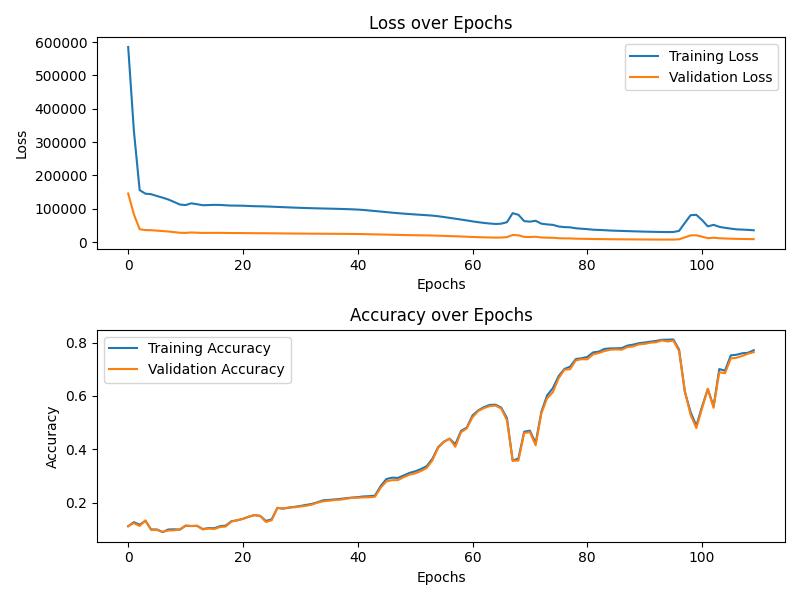 Loss over Epochs
600000
500000
400000
300000
200000
100000
0
Loss
Training Loss
Validation Loss
0 20 40 60 80 100
Epochs
Accuracy over Epochs
0.8
0.6
0.4
0.2
Accuracy
Training Accuracy
Validation Accuracy
0 20 40 60 80 100
Epochs